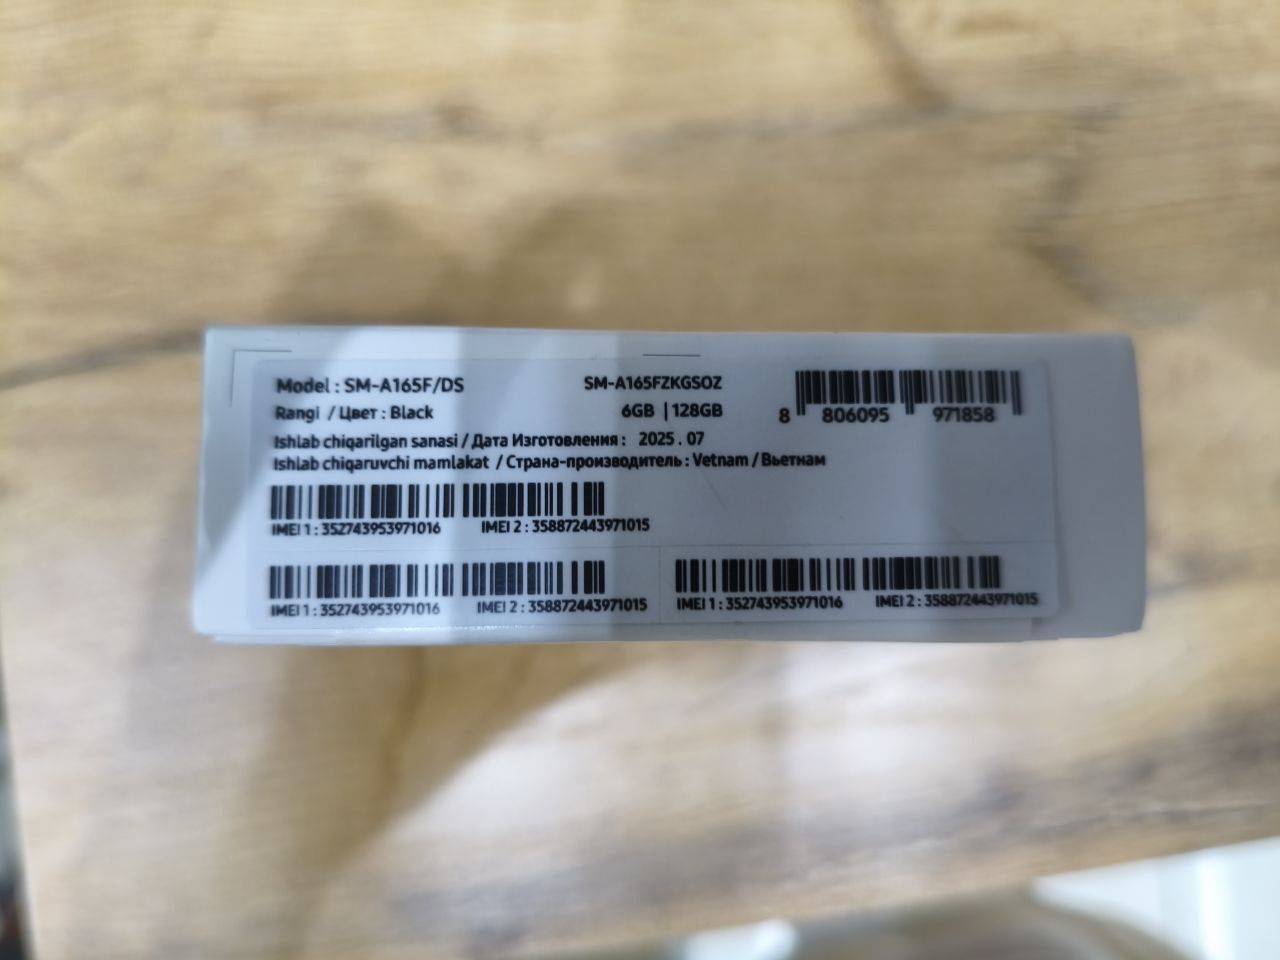 Model : SM-A165F/DS SM-A165FZKGSOZ
Rangi / Цвет : Black 6GB | 128GB
8 806095 971858
Ishlab chiqarilgan sanasi / Дата Изготовления : 2025 . 07
Ishlab chiqaruvchi mamlakat / Страна-производитель : Vetnam / Вьетнам
IMEI 1 : 352743953971016 IMEI 2 : 358872443971015
IMEI 1 : 352743953971016 IMEI 2 : 358872443971015 IMEI 1 : 352743953971016 IMEI 2 : 358872443971015